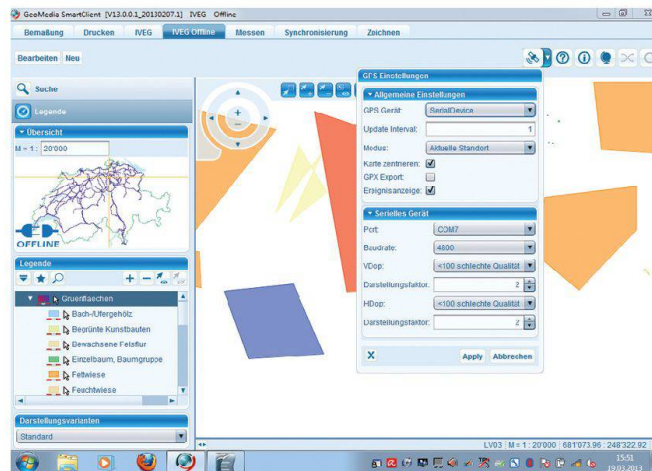 GeoMedia SmartClient [V13.0.0.1_20130207.1] IVEG Offline
Bemaßung Drucken IVEG IVEG Offline Messen Synchronisierung Zeichnen
Bearbeiten Neu
Suche
Legende
Übersicht
M = 1 : 20'000
OFFLINE
Legende
Gruenflaechen
Bach-/Ufergehölz
Begrünte Kunstbauten
Bewachsene Felsflur
Einzelbaum, Baumgruppe
Fettwiese
Feuchtwiese
Darstellungsvarianten
Standard
GPS Einstellungen
Allgemeine Einstellungen
GPS Gerät: SerialDevice
Update Interval: 1
Modus: Aktuelle Standort
Karte zentrieren:
GPX Export:
Ereignisanzeige:
Serielles Gerät
Port: COM7
Baudrate: 4800
VDop: <100 schlechte Qualität
Darstellungsfaktor: 2
HDop: <100 schlechte Qualität
Darstellungsfaktor: 2
X Apply Abbrechen
LV03 M = 1 : 20'000 681'073.96 : 248'322.92
15:51
19.03.2013